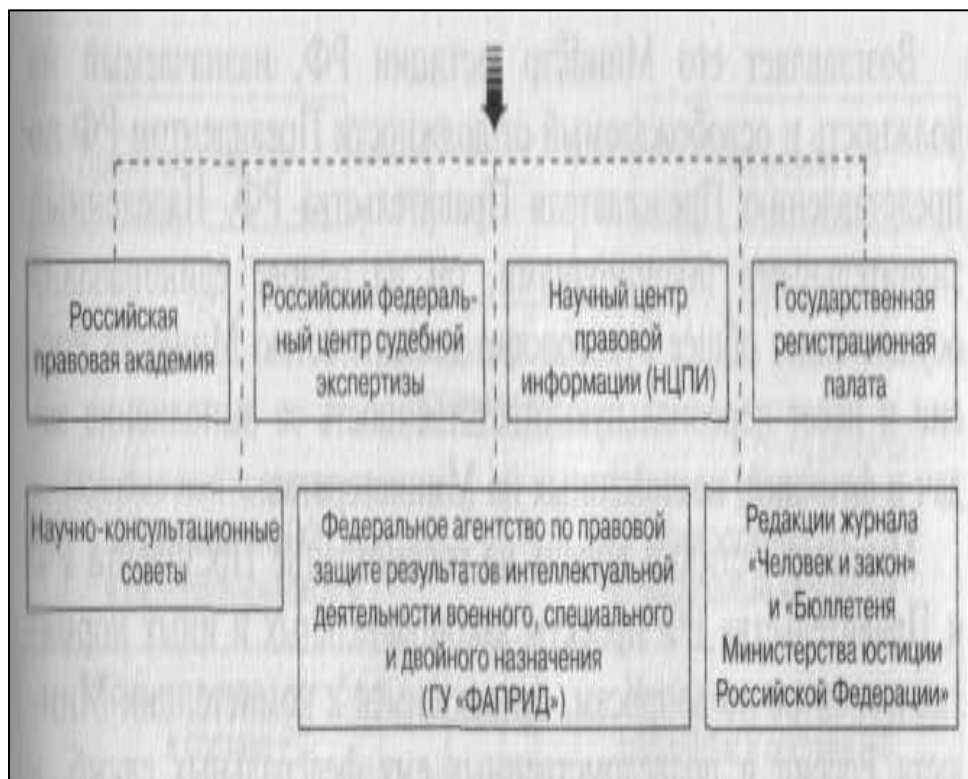 Российская
правовая академия
Российский федераль-
ный центр судебной
экспертизы
Научный центр
правовой
информации (НЦПИ)
Государственная
регистрационная
палата
Научно-консультационные
советы
Федеральное агентство по правовой
защите результатов интеллектуальной
деятельности военного, специального
и двойного назначения
(ГУ «ФАПРИД»)
Редакции журнала
«Человек и закон»
и «Бюллетеня
Министерства юстиции
Российской Федерации»